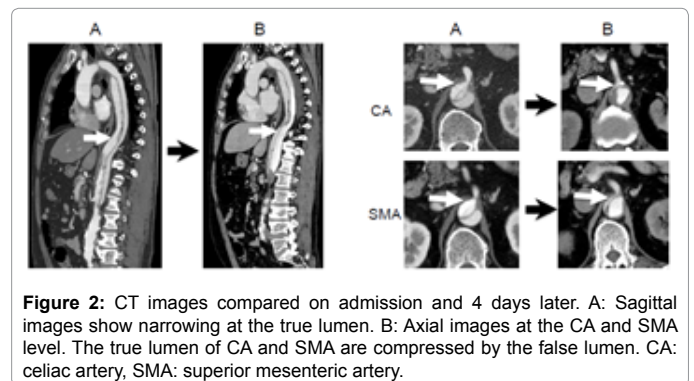 A
B
A
B
CA
SMA
Figure 2: CT images compared on admission and 4 days later. A: Sagittal
images show narrowing at the true lumen. B: Axial images at the CA and SMA
level. The true lumen of CA and SMA are compressed by the false lumen. CA:
celiac artery, SMA: superior mesenteric artery.